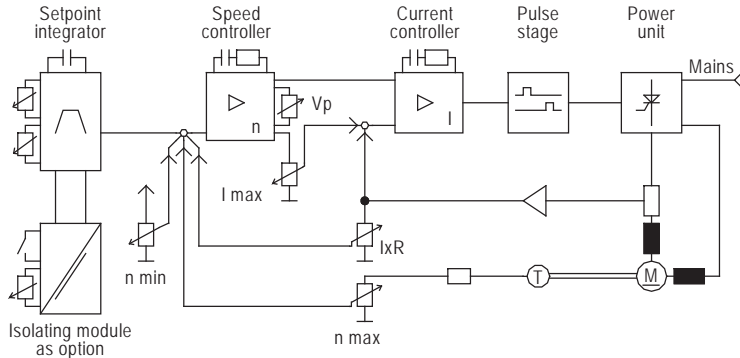 Setpoint
integrator
Speed
controller
Current
controller
Pulse
stage
Power
unit
Mains
Vp
n
I
I max
IxR
n min
T
M
n max
Isolating module
as option